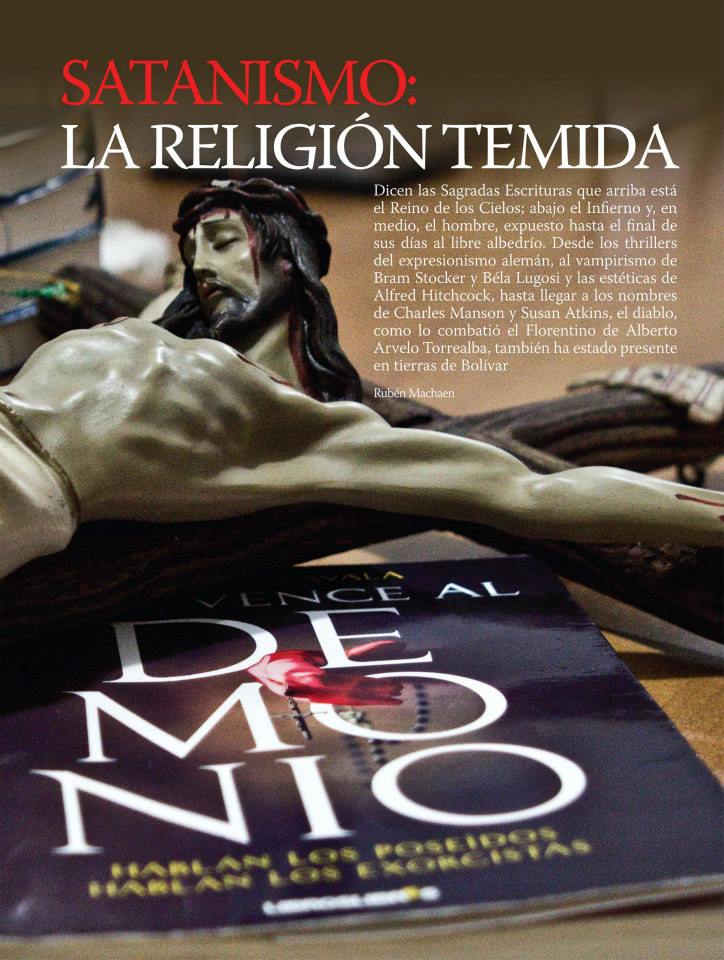 SATANISMO:
LA RELIGIÓN TEMIDA
Dicen las Sagradas Escrituras que arriba está
el Reino de los Cielos; abajo el Infierno y, en
medio, el hombre, expuesto hasta el final de
sus días al libre albedrío. Desde los thrillers
del expresionismo alemán, al vampirismo de
Bram Stocker y Béla Lugosi y las estéticas de
Alfred Hitchcock, hasta llegar a los nombres
de Charles Manson y Susan Atkins, el diablo,
como lo combatió el Florentino de Alberto
Arvelo Torrealba, también ha estado presente
en tierras de Bolívar
Rubén Machaen
VENCE AL
DE
MO
NIO
HABLAN LOS POSEÍDOS
HABLAN LOS EXORCISTAS
LIBROSLIBRES